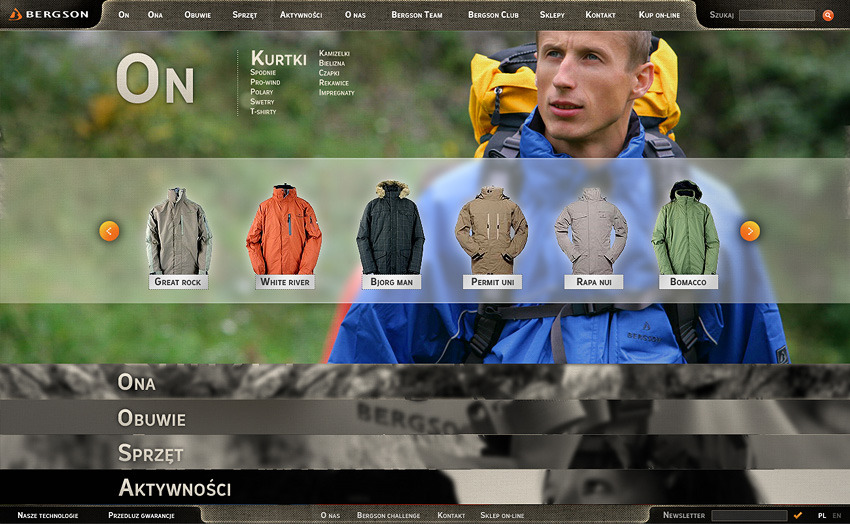 BERGSON On Ona Obuwie Sprzęt Aktywności O nas Bergson Team Bergson Club Sklepy Kontakt Kup on-line Szukaj
On
Kurtki
Spodnie
Pro-wind
Polary
Swetry
T-shirty
Kamizelki
Bielizna
Czapki
Rękawice
Impregnaty
Great rock White river Bjorg man Permit uni Rapa nui Bomacco
BERGSON
Ona
Obuwie
BERGSON
Sprzęt
Aktywności
Nasze technologie Przedłuż gwarancje O nas Bergson challenge Kontakt Sklep on-line Newsletter PL EN